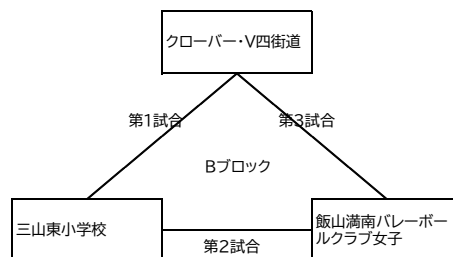 クローバー・V四街道
第1試合
第3試合
Bブロック
三山東小学校
飯山満南バレーボー
ルクラブ女子
第2試合